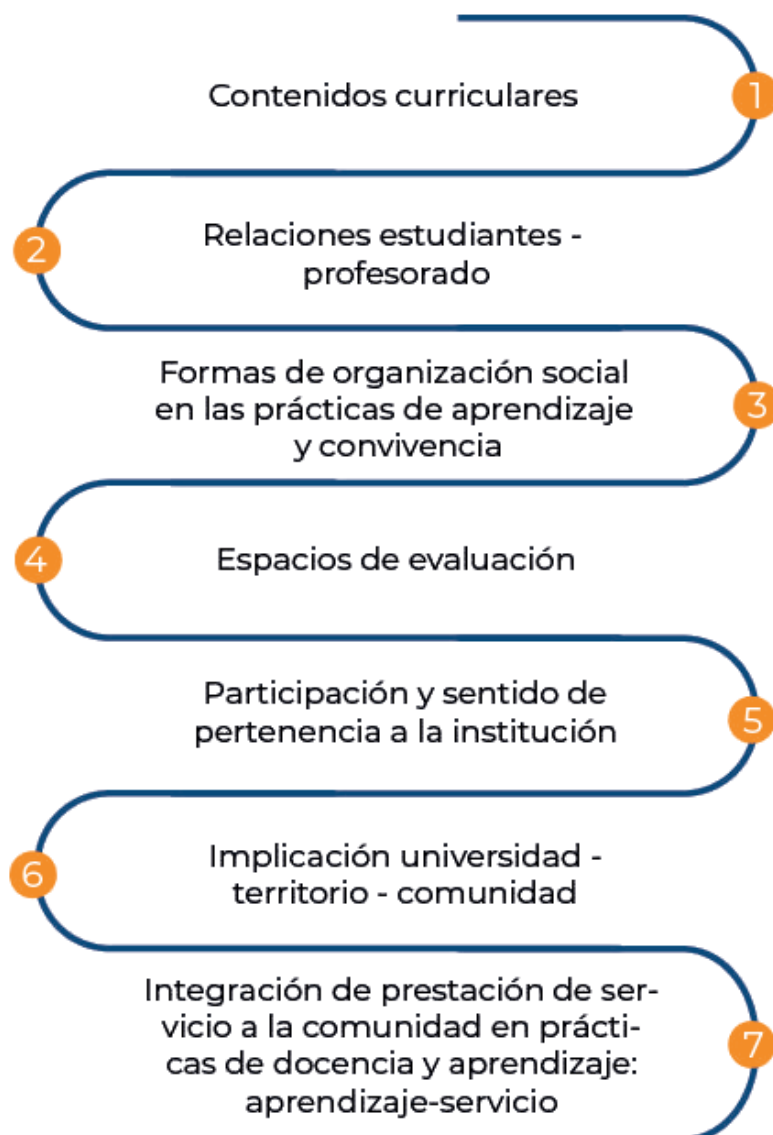 Contenidos curriculares
1
2
Relaciones estudiantes -
profesorado
Formas de organización social
en las prácticas de aprendizaje
y convivencia
3
4
Espacios de evaluación
Participación y sentido de
pertenencia a la institución
5
6
Implicación universidad -
territorio - comunidad
Integración de prestación de ser-
vicio a la comunidad en prácti-
cas de docencia y aprendizaje:
aprendizaje-servicio
7